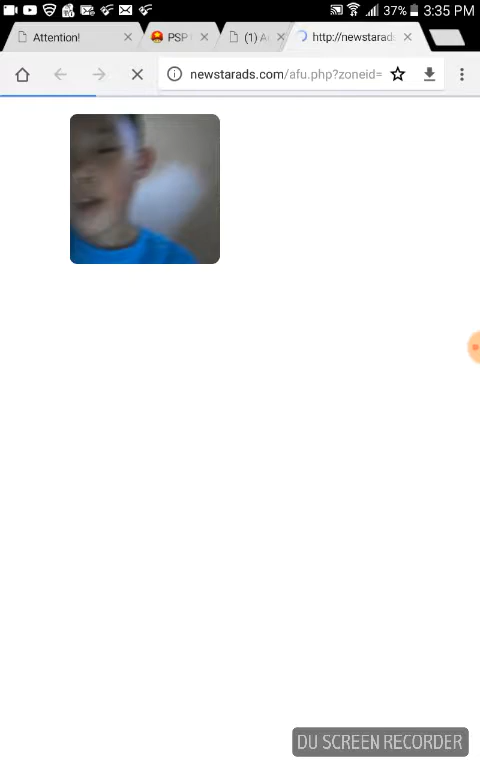 37% 3:35 PM
Attention! PSP (1) A http://newstarads
newstarads.com/afu.php?zoneid=
DU SCREEN RECORDER